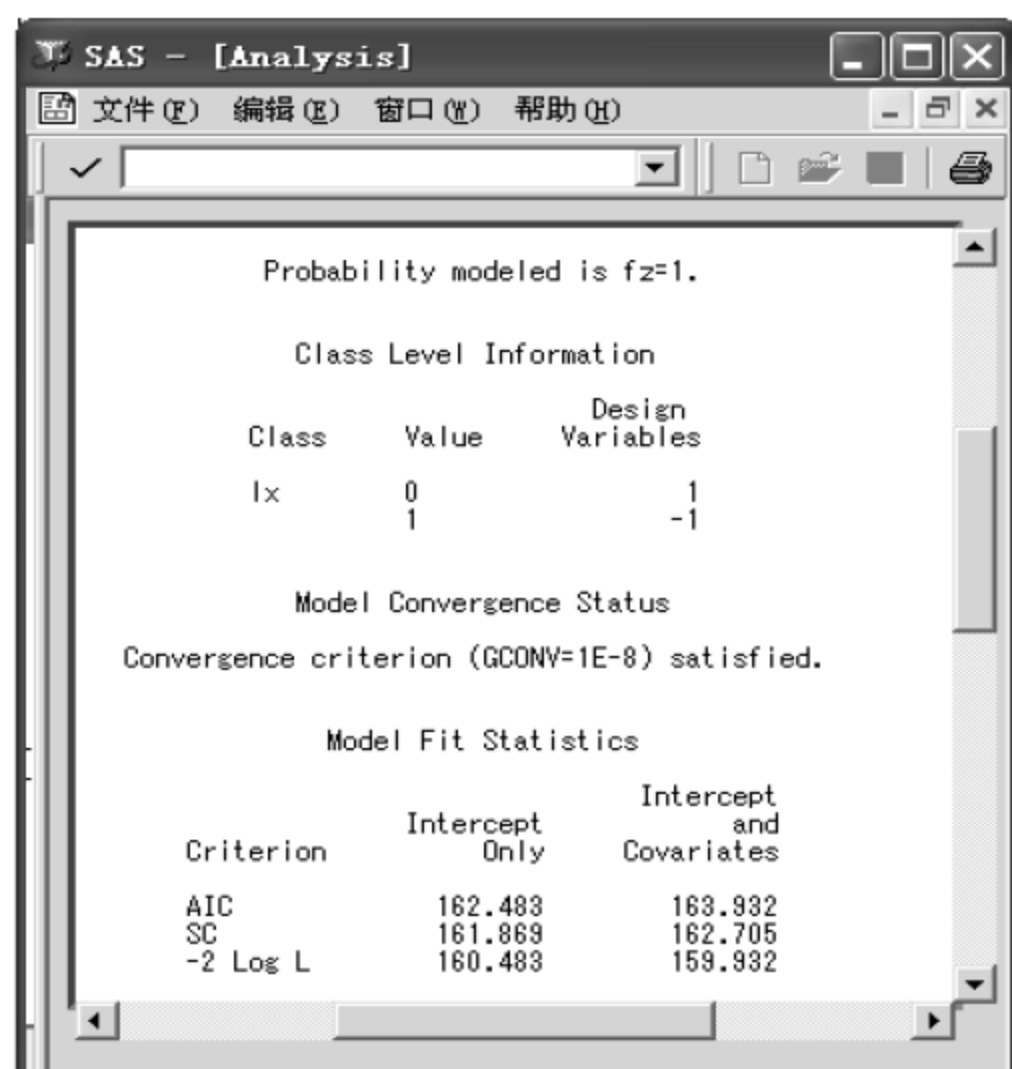 SAS - [Analysis]
文件(F) 编辑(E) 窗口(W) 帮助(H)
Probability modeled is fz=1.
Class Level Information
Design
Class Value Variables
lx 0 1
1 -1
Model Convergence Status
Convergence criterion (GCONV=1E-8) satisfied.
Model Fit Statistics
Intercept
Intercept and
Criterion Only Covariates
AIC 162.483 163.932
SC 161.869 162.705
-2 Log L 160.483 159.932